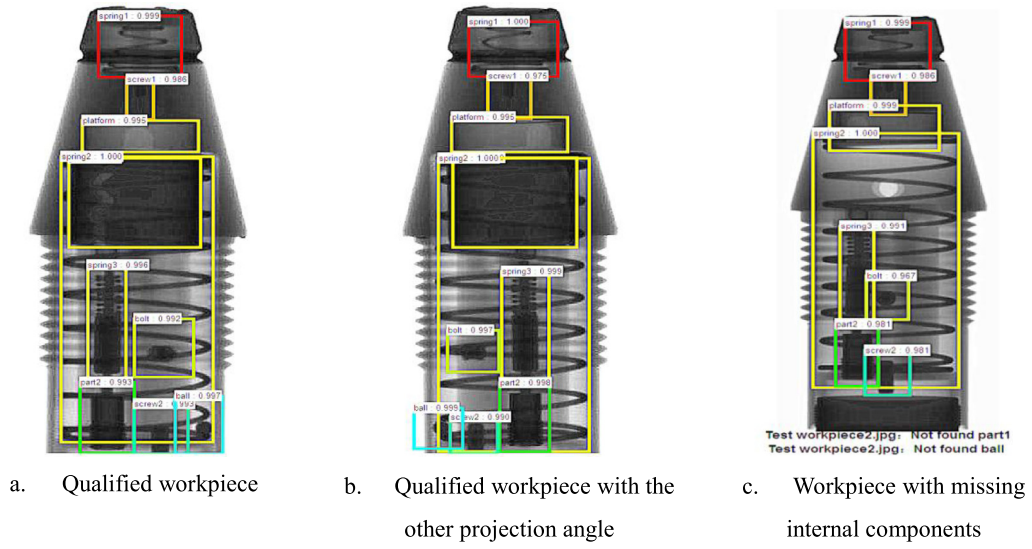 spring1 : 0.999
screw1 : 0.986
platform : 0.995
spring2 : 1.000
spring3 : 0.996
bolt : 0.992
part2 : 0.993
screw2 : 0.993
ball : 0.997
spring1 : 1.000
screw1 : 0.975
platform : 0.995
spring2 : 1.000
spring3 : 0.999
bolt : 0.997
part2 : 0.998
ball : 0.999
screw2 : 0.990
spring1 : 0.999
screw1 : 0.986
platform : 0.999
spring2 : 1.000
spring3 : 0.991
bolt : 0.967
part2 : 0.981
screw2 : 0.981
Test workpiece2.jpg: Not found part1
Test workpiece2.jpg: Not found ball
a. Qualified workpiece
b. Qualified workpiece with the
other projection angle
c. Workpiece with missing
internal components